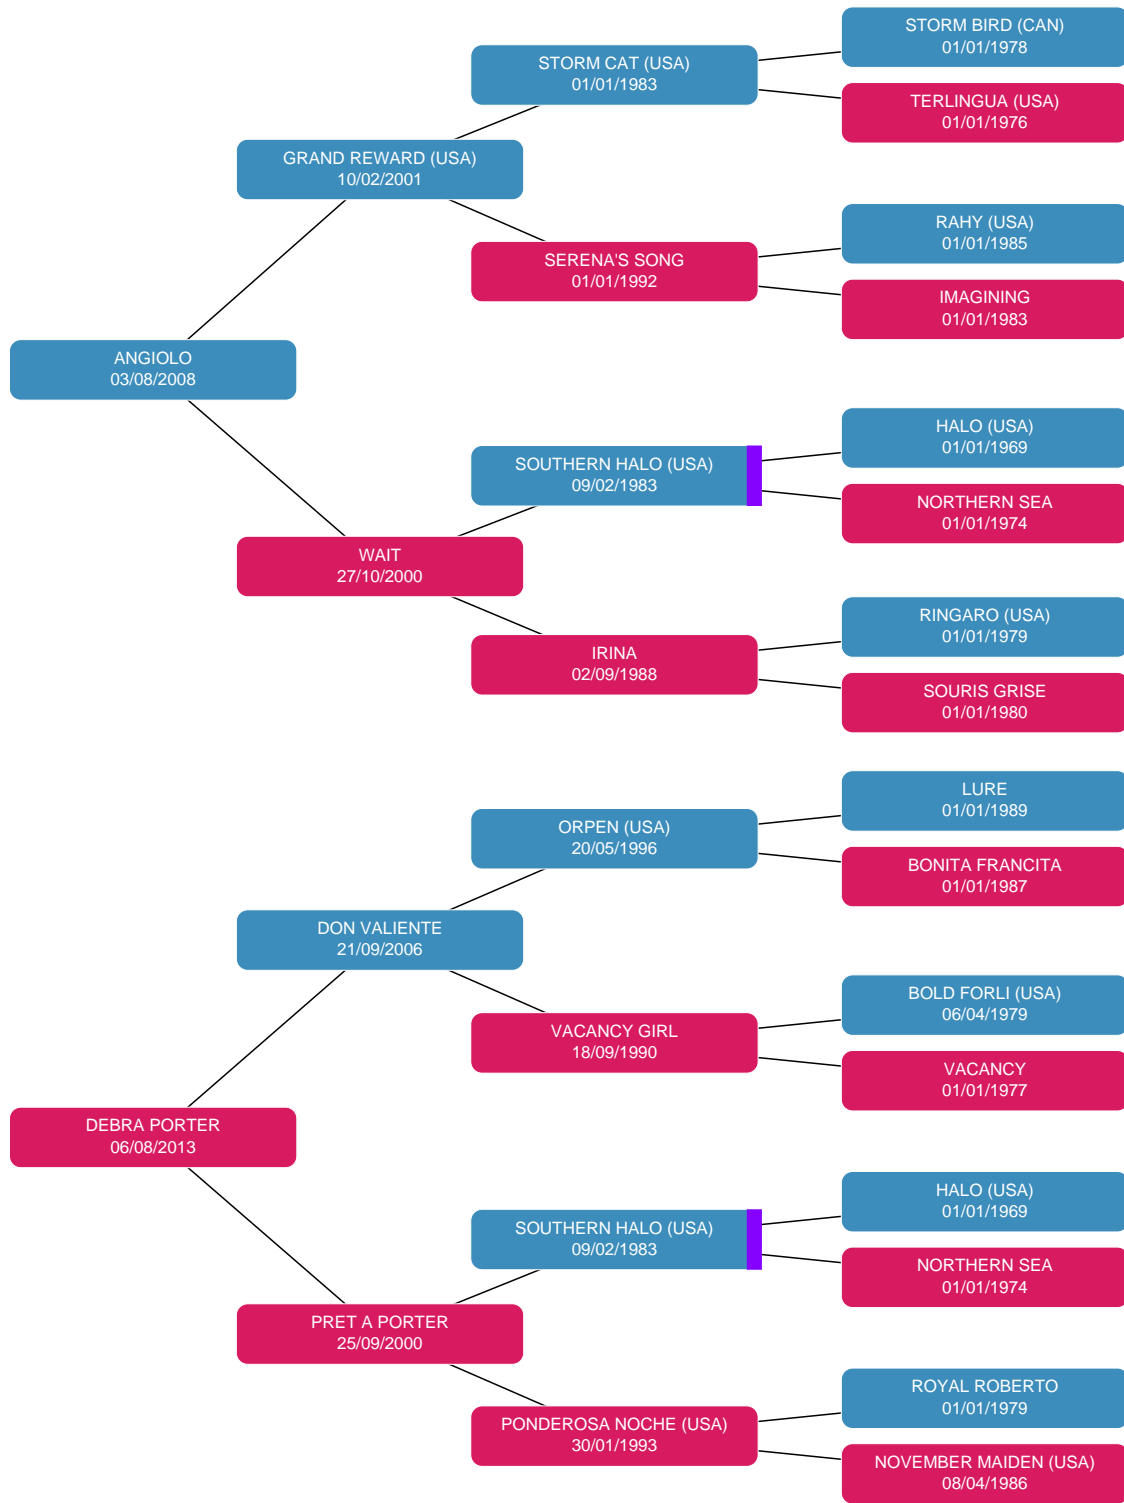 STORM BIRD (CAN)
01/01/1978
STORM CAT (USA)
01/01/1983
TERLINGUA (USA)
01/01/1976
GRAND REWARD (USA)
10/02/2001
RAHY (USA)
01/01/1985
SERENA'S SONG
01/01/1992
IMAGINING
01/01/1983
ANGIOLO
03/08/2008
HALO (USA)
01/01/1969
SOUTHERN HALO (USA)
09/02/1983
NORTHERN SEA
01/01/1974
WAIT
27/10/2000
RINGARO (USA)
01/01/1979
IRINA
02/09/1988
SOURIS GRISE
01/01/1980
LURE
01/01/1989
ORPEN (USA)
20/05/1996
BONITA FRANCITA
01/01/1987
DON VALIENTE
21/09/2006
BOLD FORLI (USA)
06/04/1979
VACANCY GIRL
18/09/1990
VACANCY
01/01/1977
DEBRA PORTER
06/08/2013
HALO (USA)
01/01/1969
SOUTHERN HALO (USA)
09/02/1983
NORTHERN SEA
01/01/1974
PRET A PORTER
25/09/2000
ROYAL ROBERTO
01/01/1979
PONDEROSA NOCHE (USA)
30/01/1993
NOVEMBER MAIDEN (USA)
08/04/1986